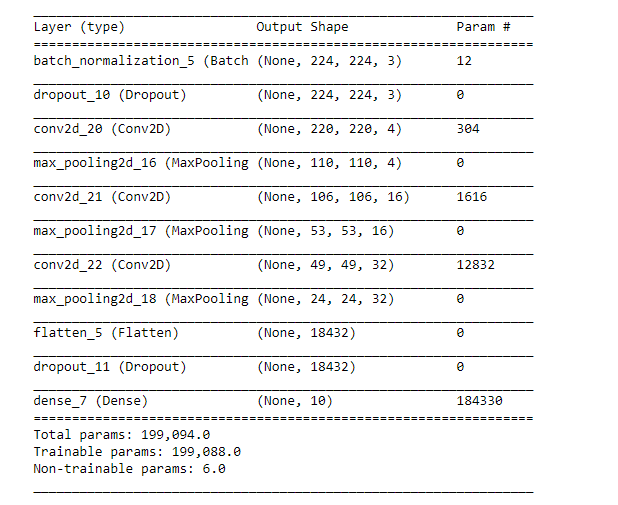 Layer (type) Output Shape Param #
=================================================================
batch_normalization_5 (Batch (None, 224, 224, 3) 12
_________________________________________________________________
dropout_10 (Dropout) (None, 224, 224, 3) 0
_________________________________________________________________
conv2d_20 (Conv2D) (None, 220, 220, 4) 304
_________________________________________________________________
max_pooling2d_16 (MaxPooling (None, 110, 110, 4) 0
_________________________________________________________________
conv2d_21 (Conv2D) (None, 106, 106, 16) 1616
_________________________________________________________________
max_pooling2d_17 (MaxPooling (None, 53, 53, 16) 0
_________________________________________________________________
conv2d_22 (Conv2D) (None, 49, 49, 32) 12832
_________________________________________________________________
max_pooling2d_18 (MaxPooling (None, 24, 24, 32) 0
_________________________________________________________________
flatten_5 (Flatten) (None, 18432) 0
_________________________________________________________________
dropout_11 (Dropout) (None, 18432) 0
_________________________________________________________________
dense_7 (Dense) (None, 10) 184330
=================================================================
Total params: 199,094.0
Trainable params: 199,088.0
Non-trainable params: 6.0
_________________________________________________________________